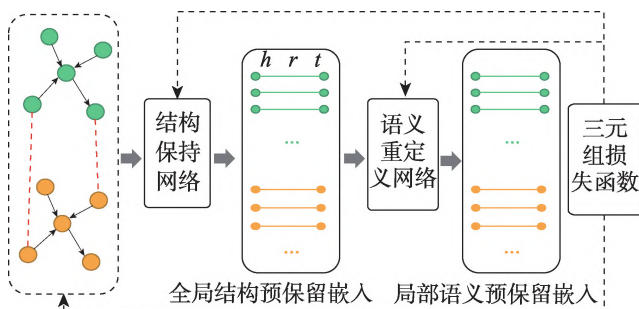 h r t
结构
保持
网络
...
...
语义
重定
义网络
...
...
三元
组损
失函数
全局结构预保留嵌入
局部语义预保留嵌入